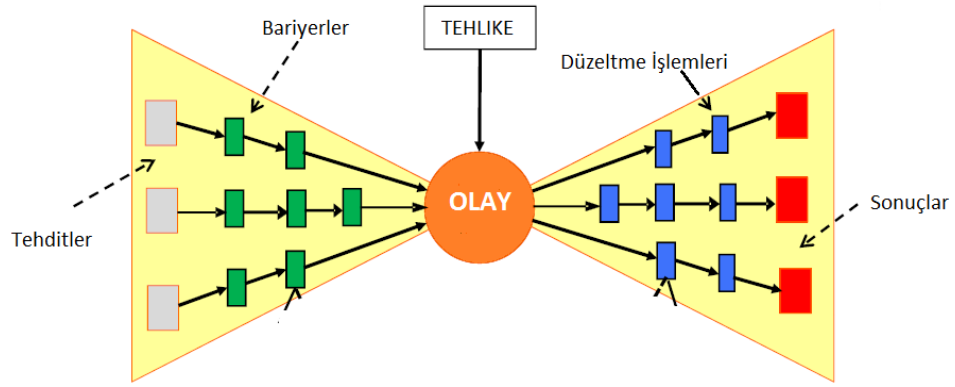 Bariyerler
TEHLIKE
Düzeltme İşlemleri
OLAY
Tehditler
Sonuçlar